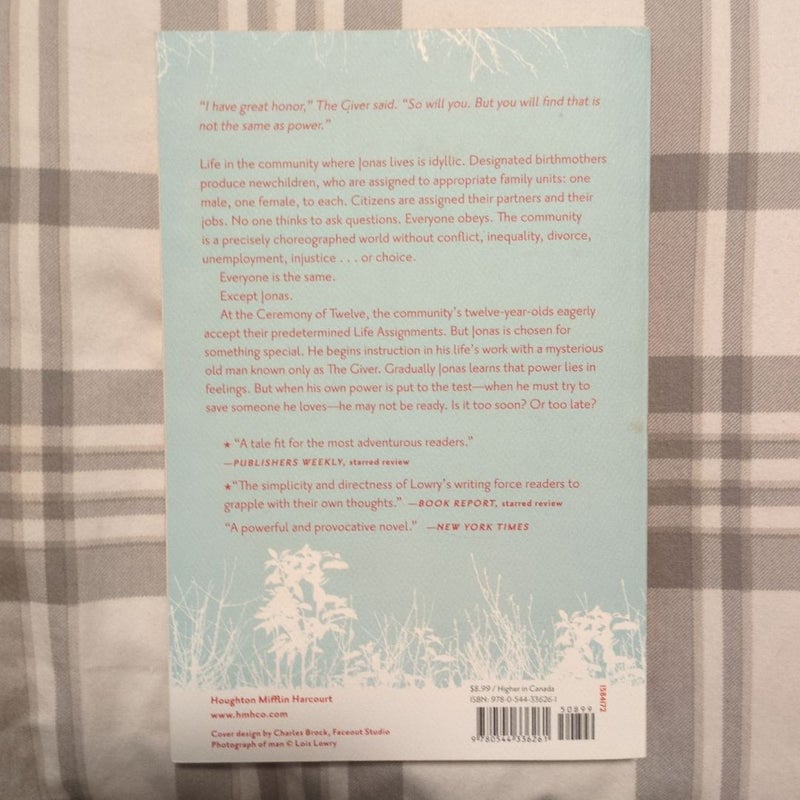 “I have great honor,” The Giver said. “So will you. But you will find that is
not the same as power.”
Life in the community where Jonas lives is idyllic. Designated birthmothers
produce newchildren, who are assigned to appropriate family units: one
male, one female, to each. Citizens are assigned their partners and their
jobs. No one thinks to ask questions. Everyone obeys. The community
is a precisely choreographed world without conflict, inequality, divorce,
unemployment, injustice . . . or choice.
Everyone is the same.
Except Jonas.
At the Ceremony of Twelve, the community’s twelve-year-olds eagerly
accept their predetermined Life Assignments. But Jonas is chosen for
something special. He begins instruction in his life’s work with a mysterious
old man known only as The Giver. Gradually Jonas learns that power lies in
feelings. But when his own power is put to the test—when he must try to
save someone he loves—he may not be ready. Is it too soon? Or too late?
★ “A tale fit for the most adventurous readers.”
—PUBLISHERS WEEKLY, starred review
★“The simplicity and directness of Lowry’s writing force readers to
grapple with their own thoughts.” —BOOK REPORT, starred review
“A powerful and provocative novel.” —NEW YORK TIMES
Houghton Mifflin Harcourt
www.hmhco.com
Cover design by Charles Brock, Faceout Studio
Photograph of man © Lois Lowry
$8.99 / Higher in Canada
ISBN: 978-0-544-33626-1
50899
9780544336261
1584172